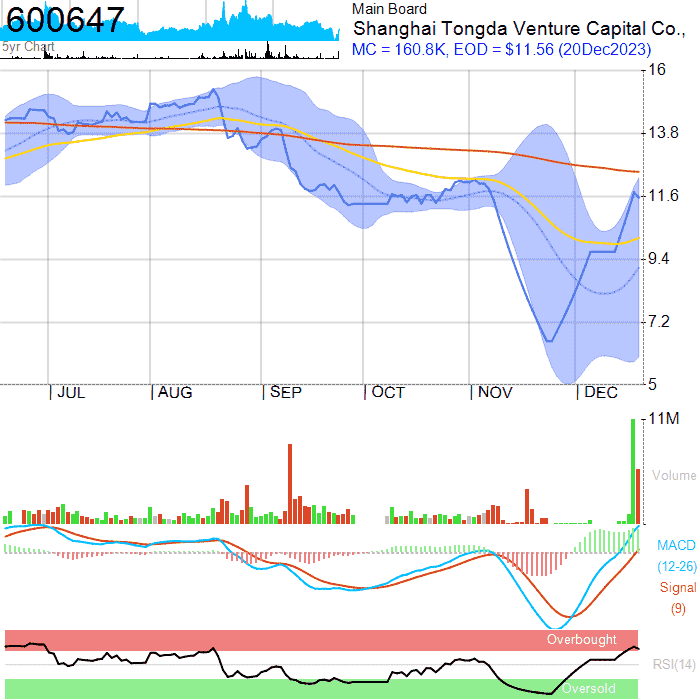 600647
5yr Chart
Main Board
Shanghai Tongda Venture Capital Co.,
MC = 160.8K, EOD = $11.56 (20Dec2023)
16
13.8
11.6
9.4
7.2
5
JUL AUG SEP OCT NOV DEC
11M
Volume
MACD
(12-26)
Signal
(9)
Overbought
RSI(14)
Oversold